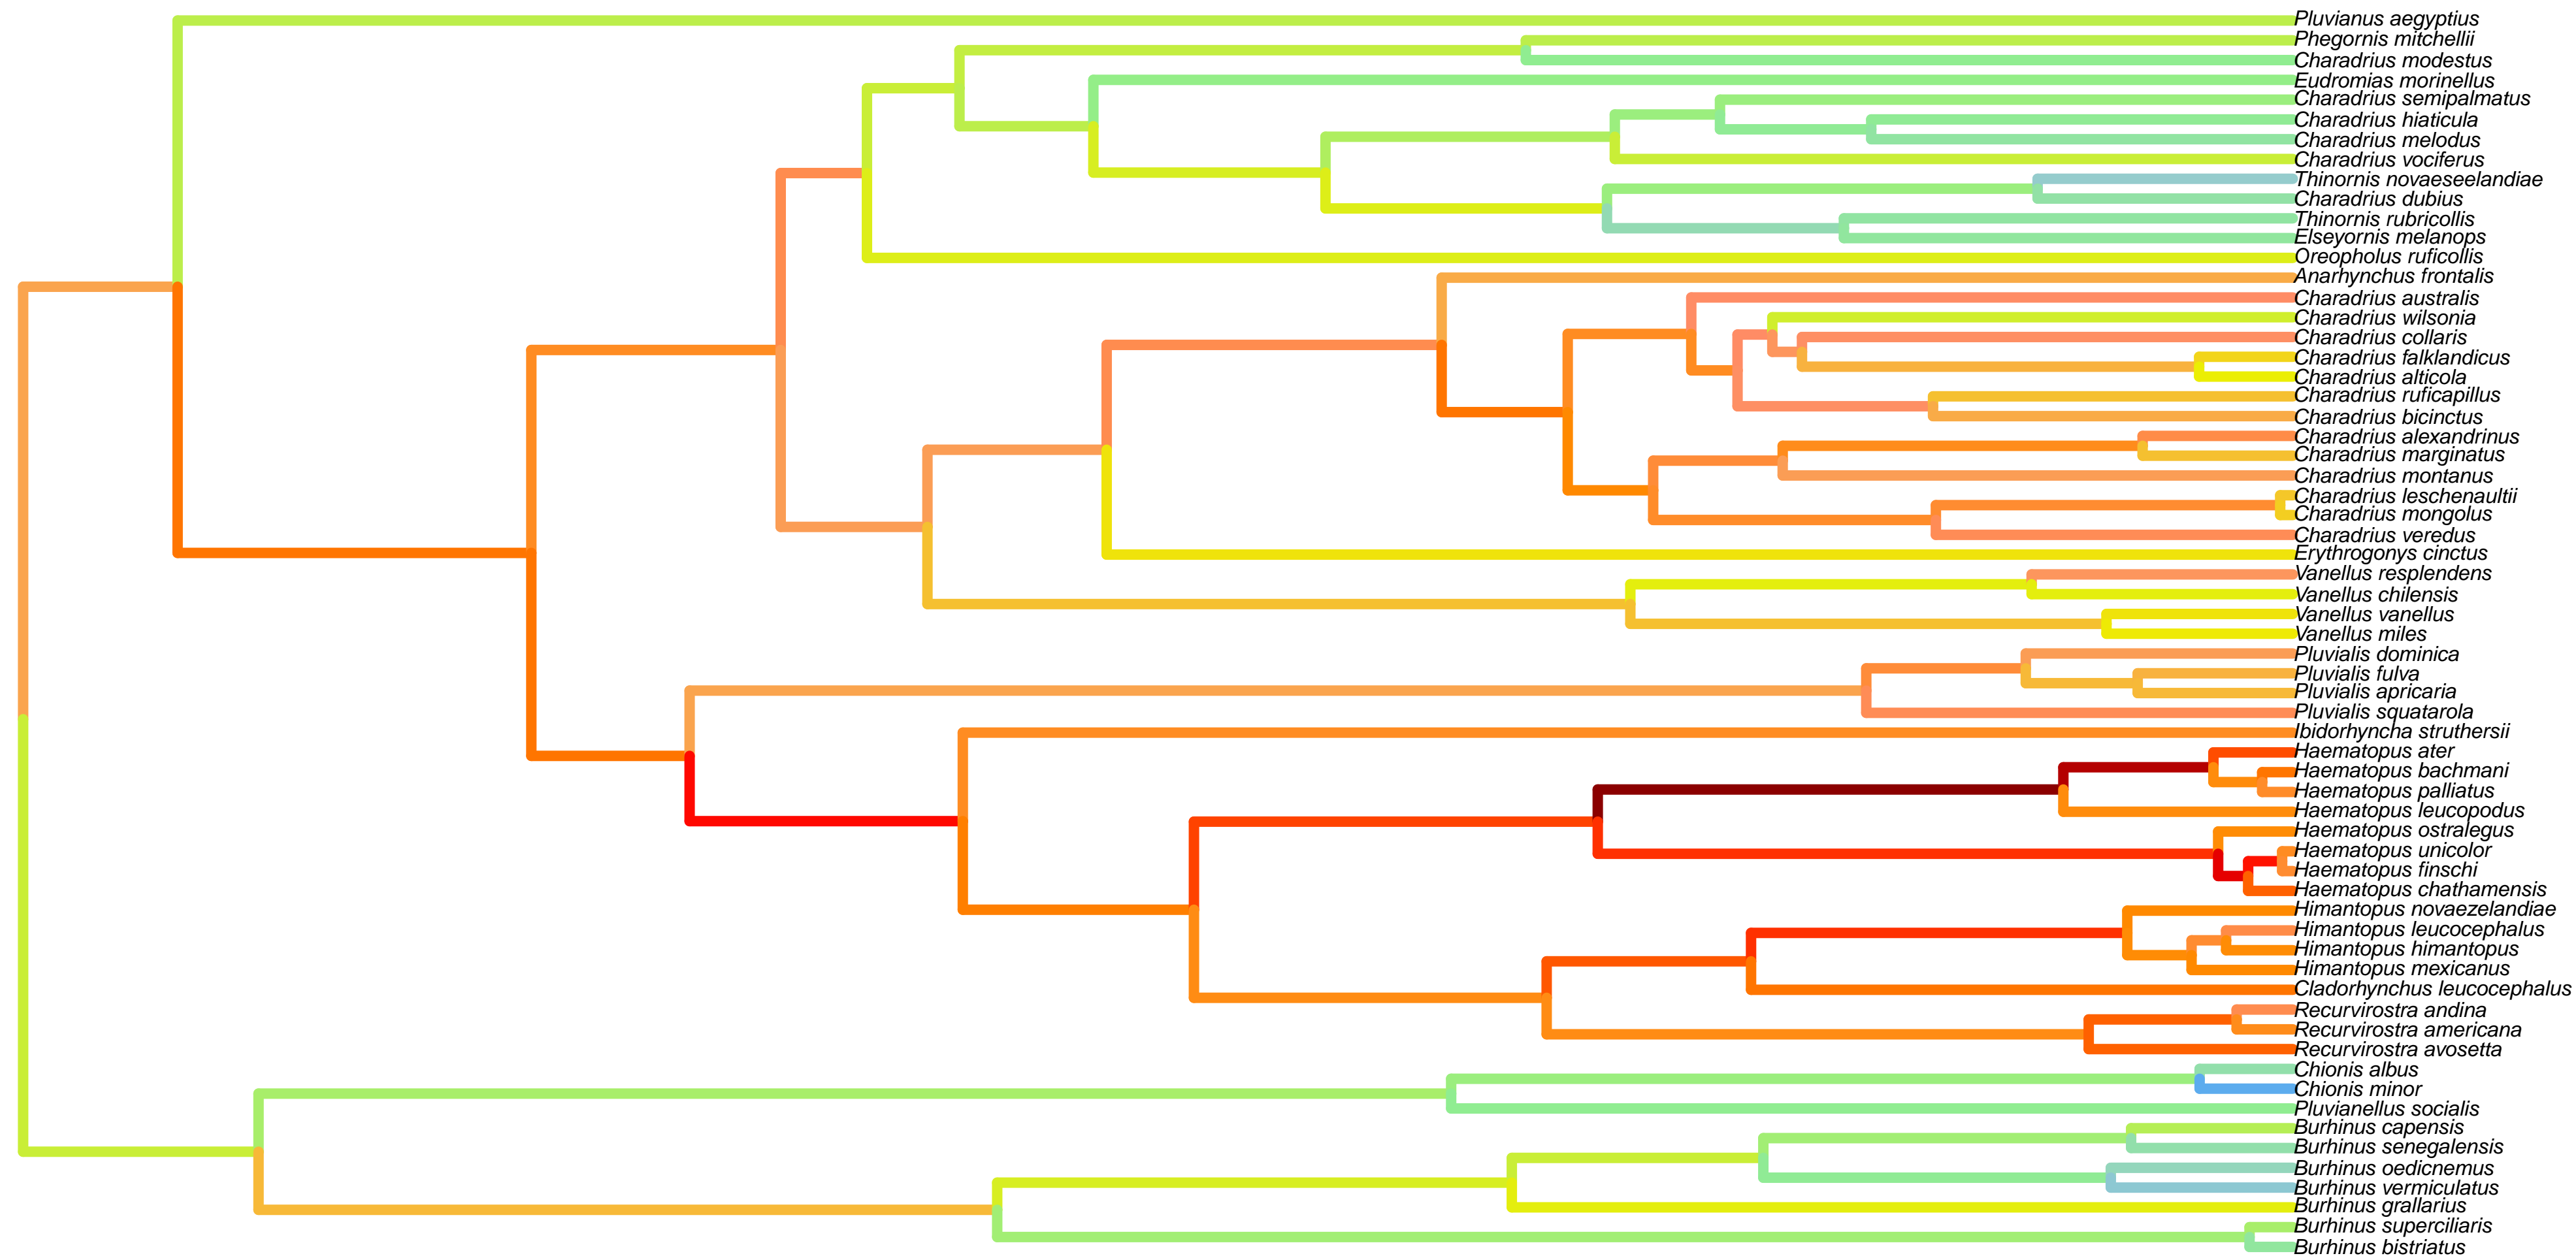 Pluvianus aegyptius
Phegornis mitchellii
Charadrius modestus
Eudromias morinellus
Charadrius semipalmatus
Charadrius hiaticula
Charadrius melodus
Charadrius vociferus
Thinornis novaeseelandiae
Charadrius dubius
Thinornis rubricollis
Elseyornis melanops
Oreopholus ruficollis
Anarhynchus frontalis
Charadrius australis
Charadrius wilsonia
Charadrius collaris
Charadrius falklandicus
Charadrius alticola
Charadrius ruficapillus
Charadrius bicinctus
Charadrius alexandrinus
Charadrius marginatus
Charadrius montanus
Charadrius leschenaultii
Charadrius mongolus
Charadrius veredus
Erythrogonys cinctus
Vanellus resplendens
Vanellus chilensis
Vanellus vanellus
Vanellus miles
Pluvialis dominica
Pluvialis fulva
Pluvialis apricaria
Pluvialis squatarola
Ibidorhyncha struthersii
Haematopus ater
Haematopus bachmani
Haematopus palliatus
Haematopus leucopodus
Haematopus ostralegus
Haematopus unicolor
Haematopus finschi
Haematopus chathamensis
Himantopus novaezelandiae
Himantopus leucocephalus
Himantopus himantopus
Himantopus mexicanus
Cladorhynchus leucocephalus
Recurvirostra andina
Recurvirostra americana
Recurvirostra avosetta
Chionis albus
Chionis minor
Pluvianellus socialis
Burhinus capensis
Burhinus senegalensis
Burhinus oedicnemus
Burhinus vermiculatus
Burhinus grallarius
Burhinus superciliaris
Burhinus bistriatus